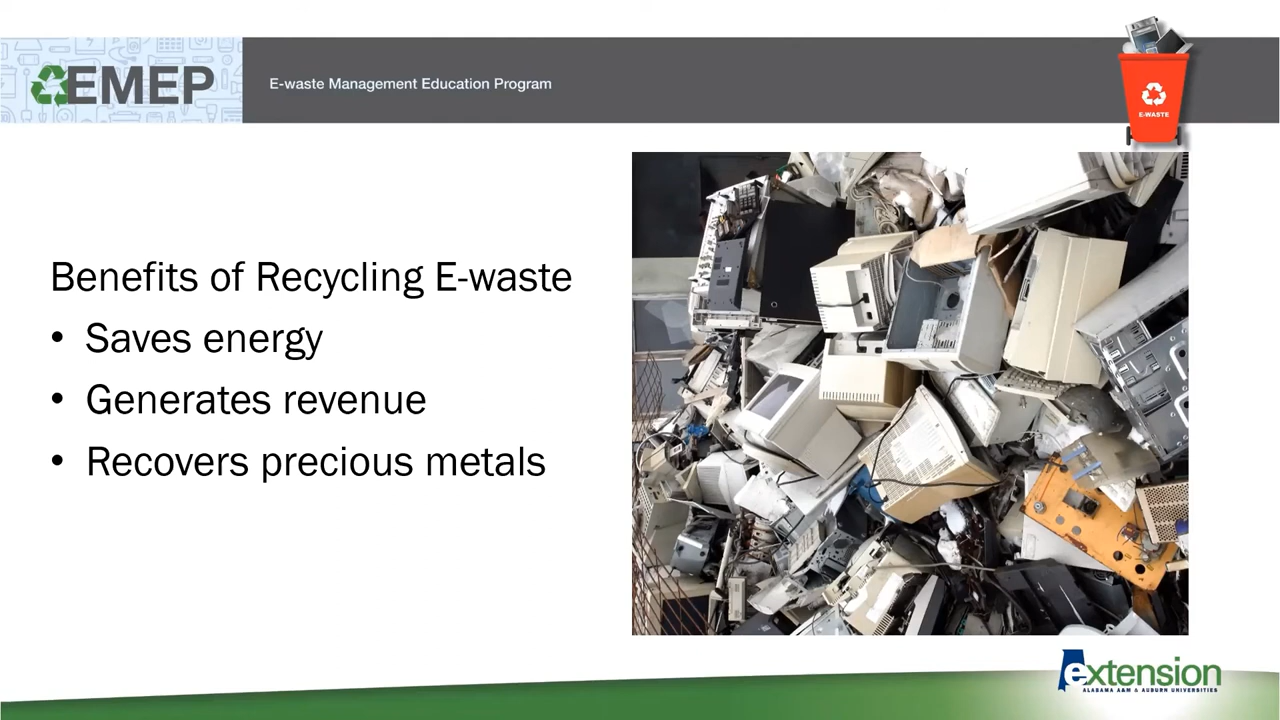 EMEP
E-waste Management Education Program
E-WASTE
Benefits of Recycling E-waste
• Saves energy
• Generates revenue
• Recovers precious metals
extension
ALABAMA A&M & AUBURN UNIVERSITIES